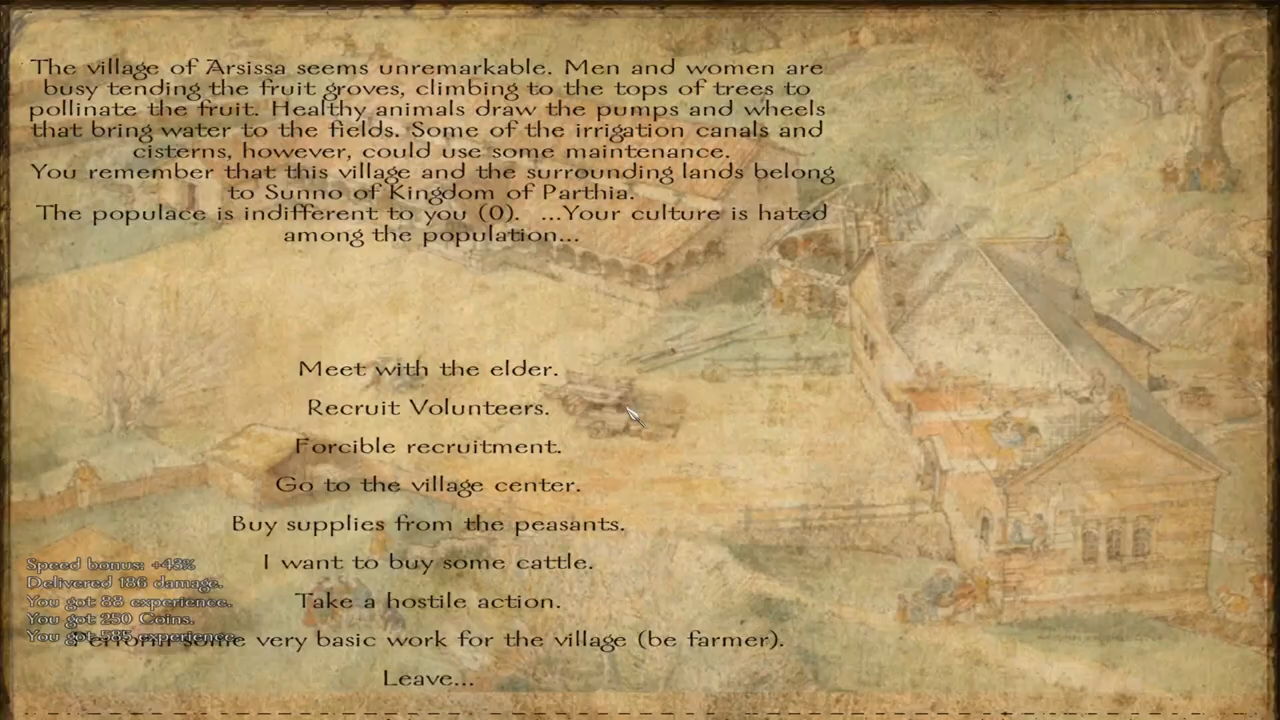 The village of Arsissa seems unremarkable. Men and women are
busy tending the fruit groves, climbing to the tops of trees to
pollinate the fruit. Healthy animals draw the pumps and wheels
that bring water to the fields. Some of the irrigation canals and
cisterns, however, could use some maintenance.
You remember that this village and the surrounding lands belong
to Sunno of Kingdom of Parthia.
The populace is indifferent to you (0). ...Your culture is hated
among the population...
Meet with the elder.
Recruit Volunteers.
Forcible recruitment.
Go to the village center.
Buy supplies from the peasants.
I want to buy some cattle.
Take a hostile action.
Perform some very basic work for the village (be farmer).
Leave...
Speed bonus: +43%
Delivered 186 damage.
You got 88 experience.
You got 250 Coins.
You got 585 experience.